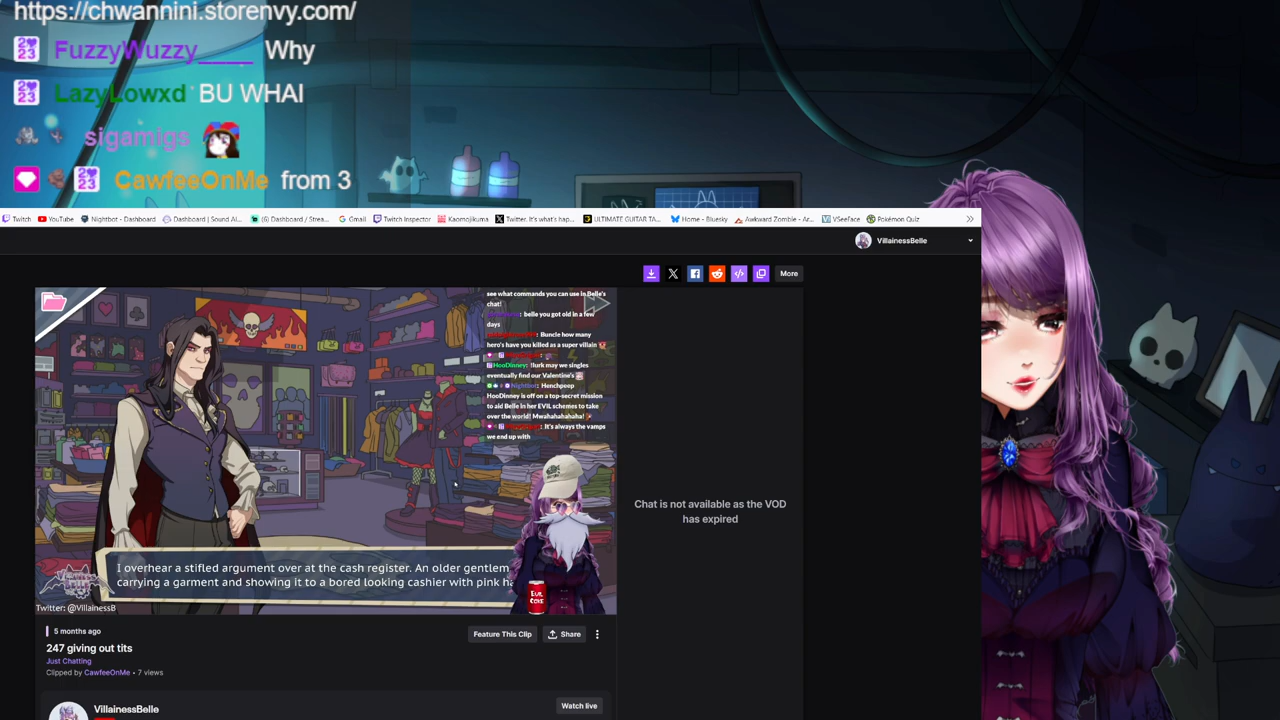 https://chwannini.storenvy.com/
FuzzyWuzzy____ Why
LazyLowxd BU WHAI
sigamigs
CawfeeOnMe from 3
Twitch YouTube Nightbot - Dashboard Dashboard | Sound Al... (6) Dashboard / Strea... Gmail Twitch Inspector Kaomojikuma Twitter. It's what's hap... ULTIMATE GUITAR TA... Home - Bluesky Awkward Zombie - Ar... VSeeFace Pokémon Quiz
VillainessBelle
More
see what commands you can use in Belle's
chat!
: belle you got old in a few
days
: Buncle how many
hero's have you killed as a super villain
HooDinney: !lurk may we singles
eventually find our Valentine's
Nightbot: Henchpeep
HooDinney is off on a top-secret mission
to aid Belle in her EVIL schemes to take
over the world! Mwahahahahaha!
: It's always the vamps
we end up with
Chat is not available as the VOD
has expired
I overhear a stifled argument over at the cash register. An older gentlem
carrying a garment and showing it to a bored looking cashier with pink h
EVIL
COKE
Twitter: @VillainessB
5 months ago
247 giving out tits
Just Chatting
Clipped by CawfeeOnMe • 7 views
Feature This Clip
Share
VillainessBelle
Watch live